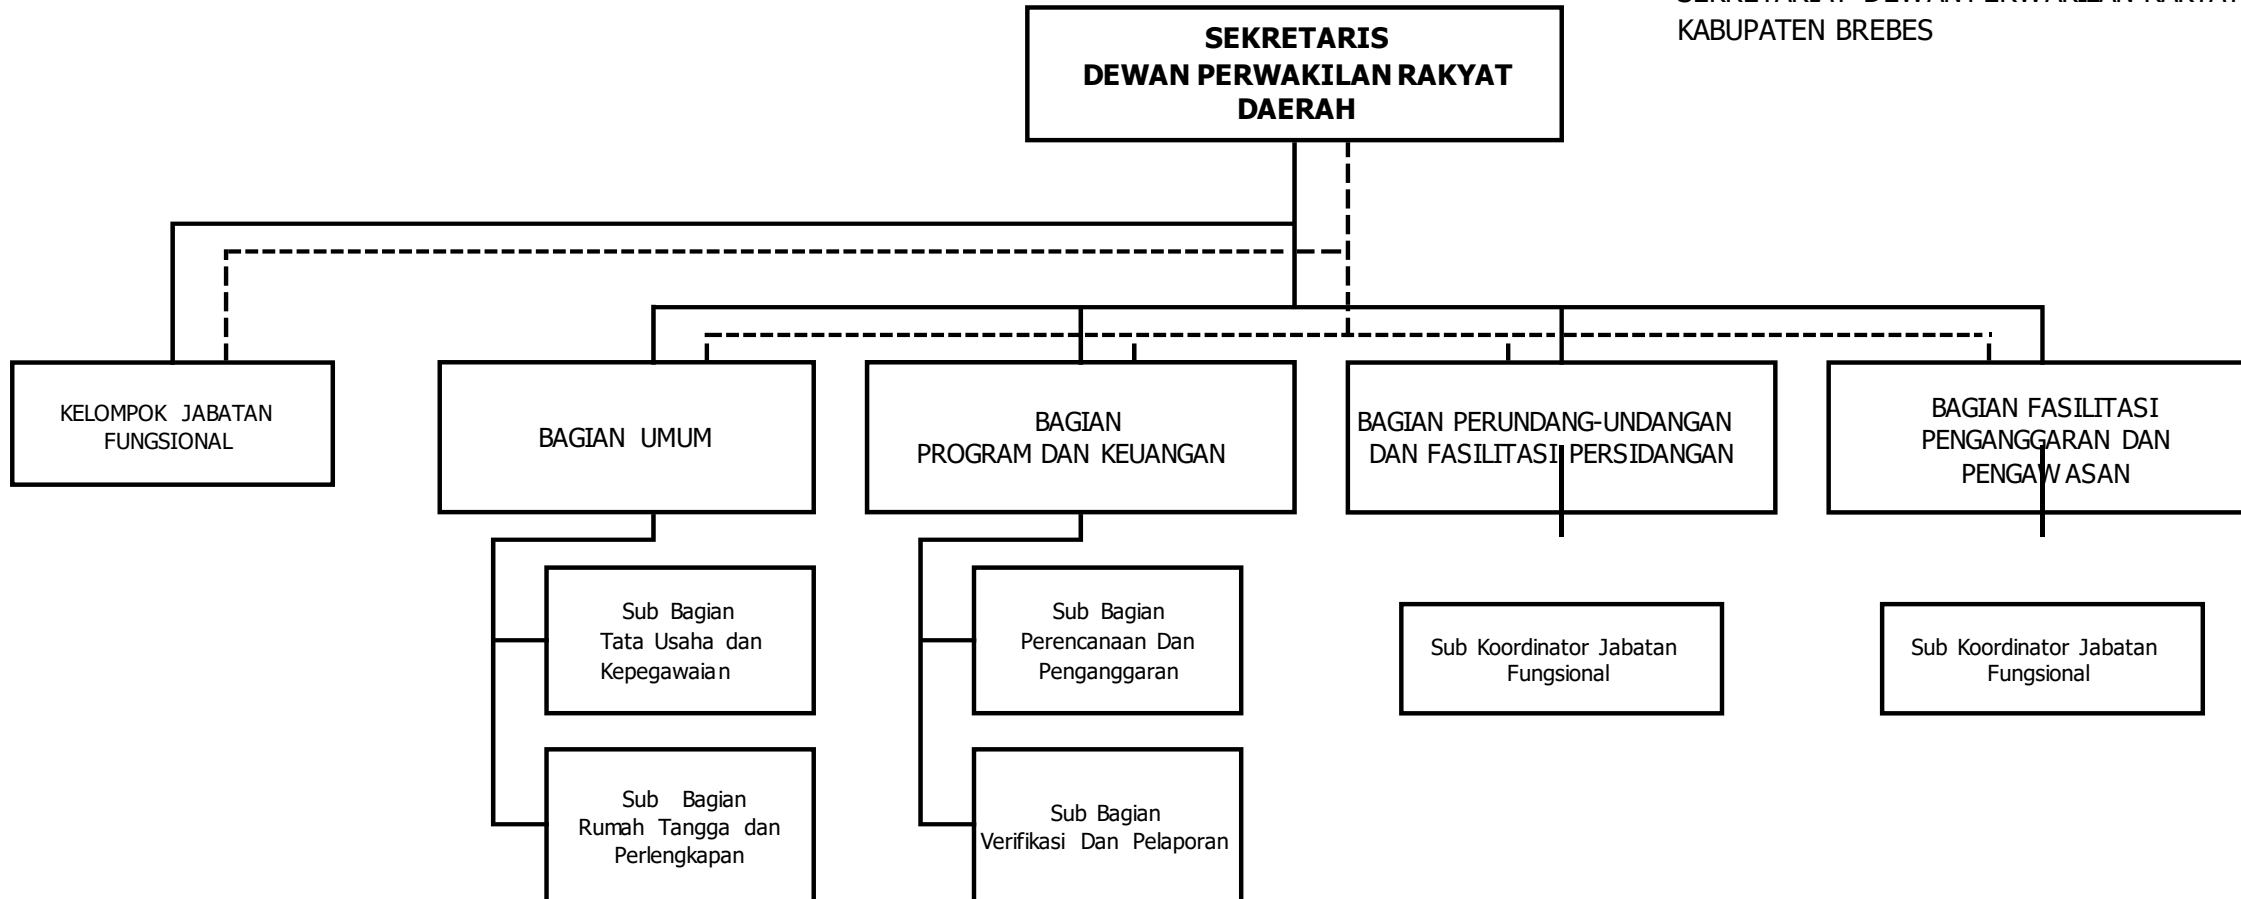 SEKRETARIAT DEWAN PERWAKILAN RAKYAT
KABUPATEN BREBES
SEKRETARIS
DEWAN PERWAKILAN RAKYAT
DAERAH
KELOMPOK JABATAN
FUNGSIONAL
BAGIAN UMUM
BAGIAN
PROGRAM DAN KEUANGAN
BAGIAN PERUNDANG-UNDANGAN
DAN FASILITASI PERSIDANGAN
BAGIAN FASILITASI
PENGANGGARAN DAN
PENGAWASAN
Sub Bagian
Tata Usaha dan
Kepegawaian
Sub Bagian
Perencanaan Dan
Penganggaran
Sub Koordinator Jabatan
Fungsional
Sub Koordinator Jabatan
Fungsional
Sub Bagian
Rumah Tangga dan
Perlengkapan
Sub Bagian
Verifikasi Dan Pelaporan